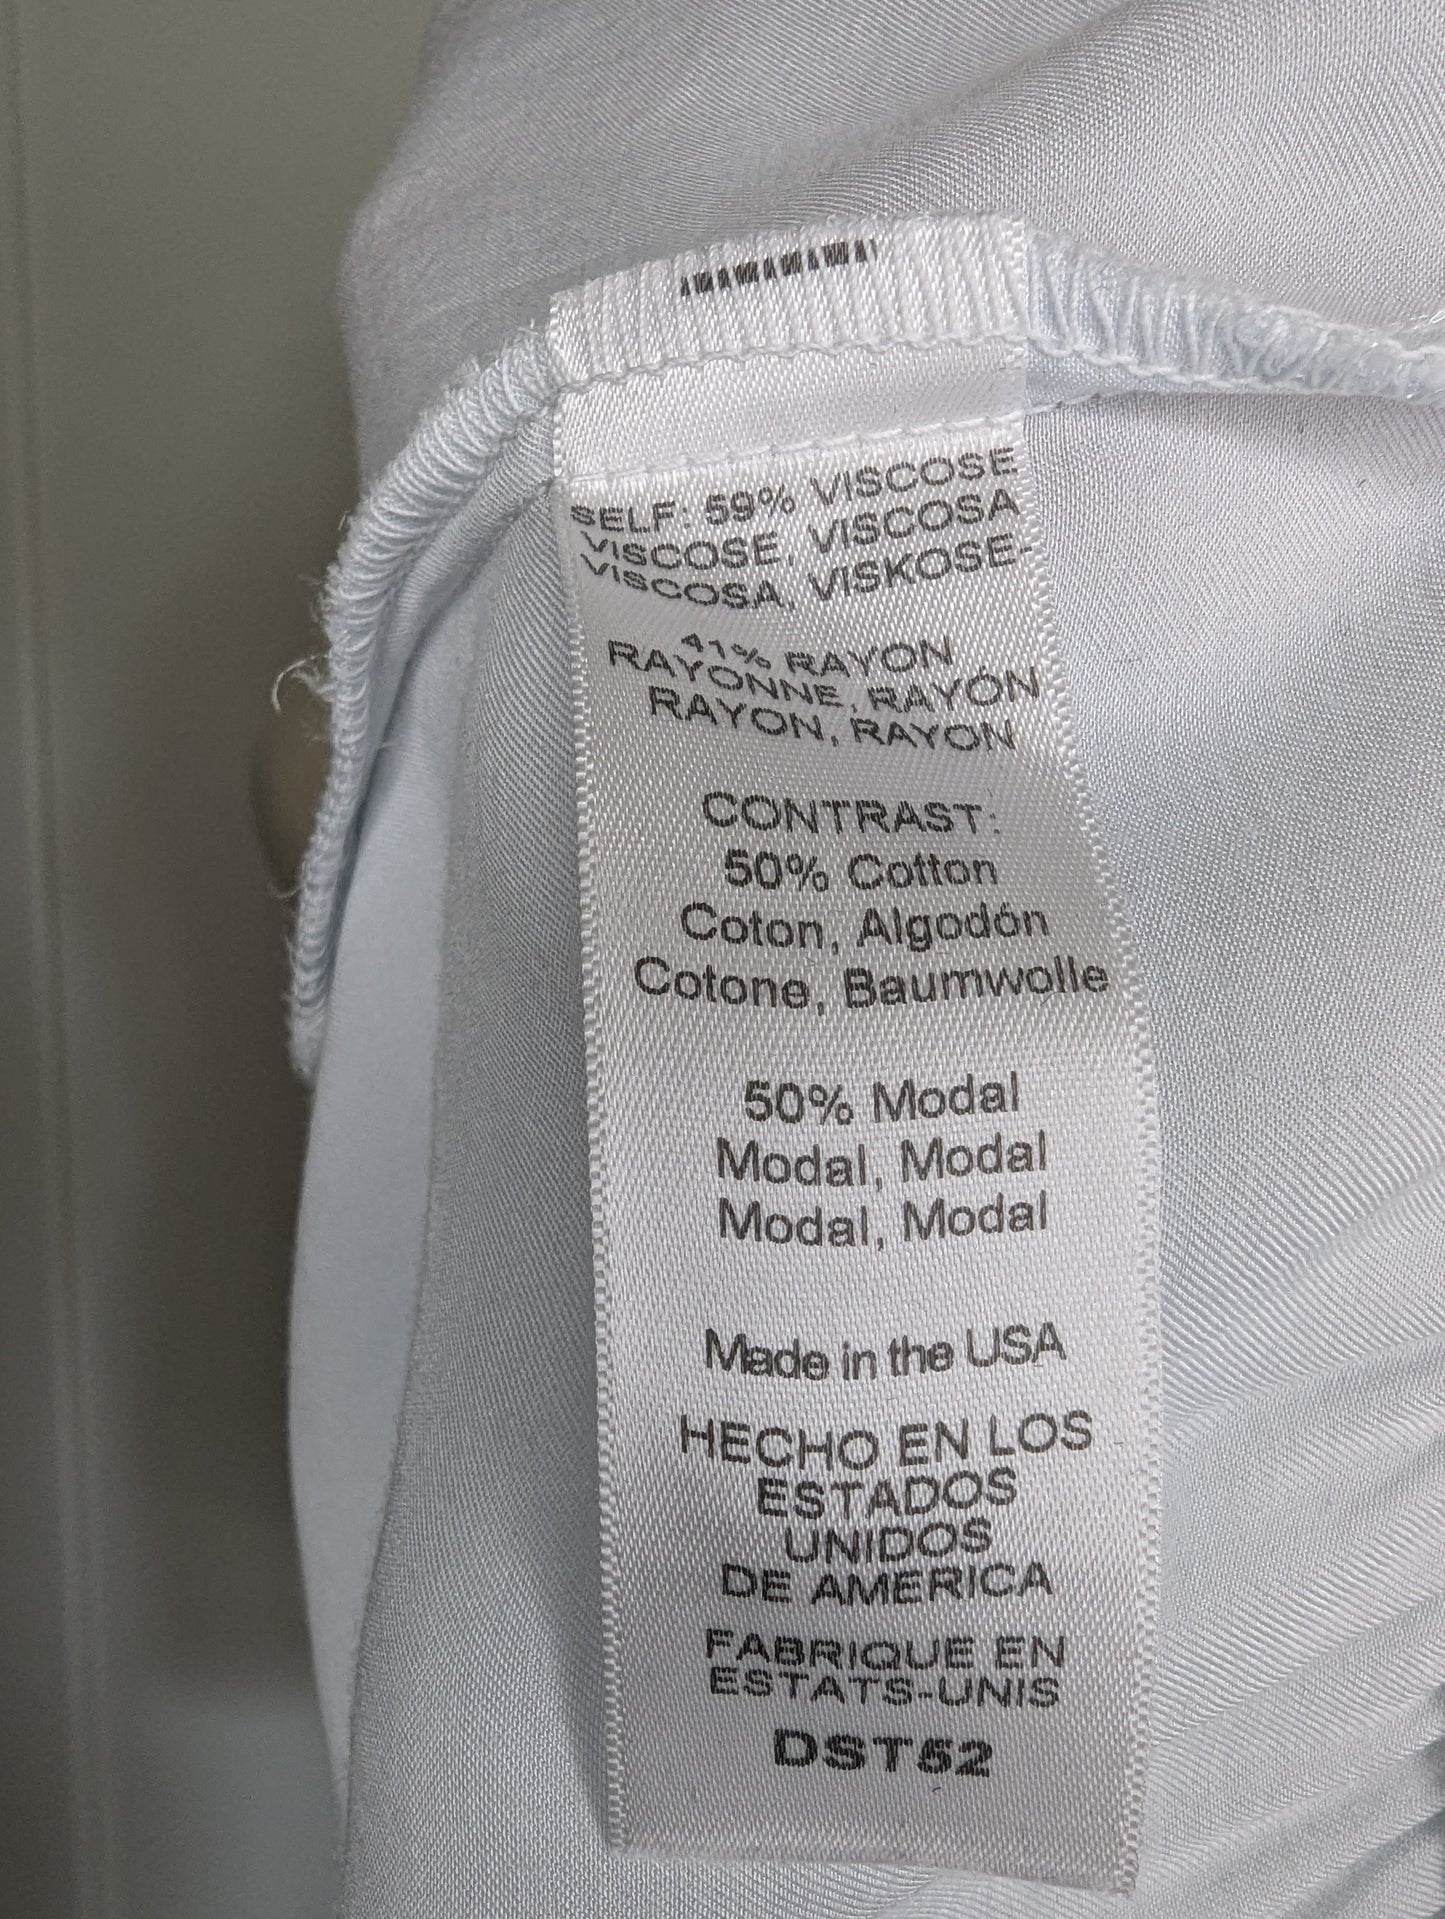 SELF: 59% VISCOSE
VISCOSE, VISCOSA
VISCOSA, VISKOSE-
41% RAYON
RAYONNE, RAYÓN
RAYON, RAYON
CONTRAST:
50% Cotton
Coton, Algodón
Cotone, Baumwolle
50% Modal
Modal, Modal
Modal, Modal
Made in the USA
HECHO EN LOS
ESTADOS
UNIDOS
DE AMERICA
FABRIQUE EN
ESTATS-UNIS
DST52